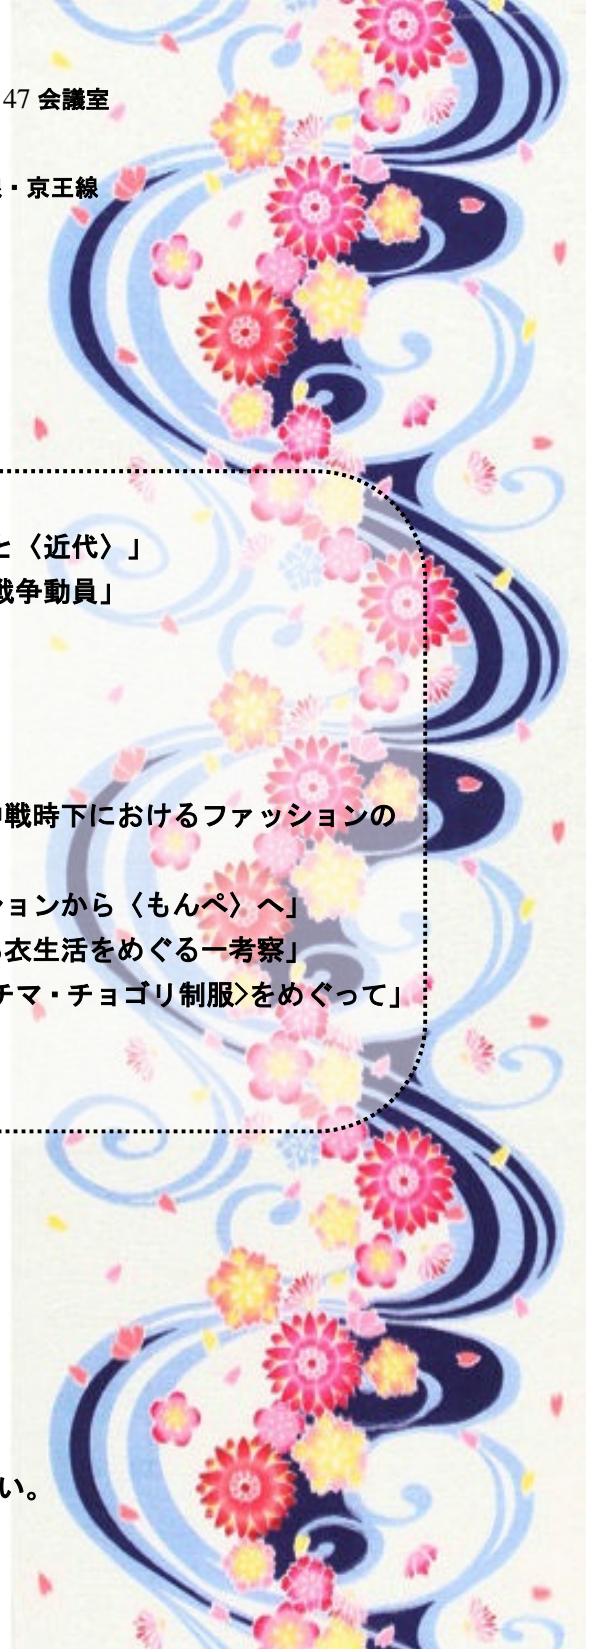 47 会議室
・京王線
と〈近代〉」
戦争動員」
戦時下におけるファッションの
ションから〈もんぺ〉へ」
衣生活をめぐる一考察」
チマ・チョゴリ制服>をめぐって」
い。